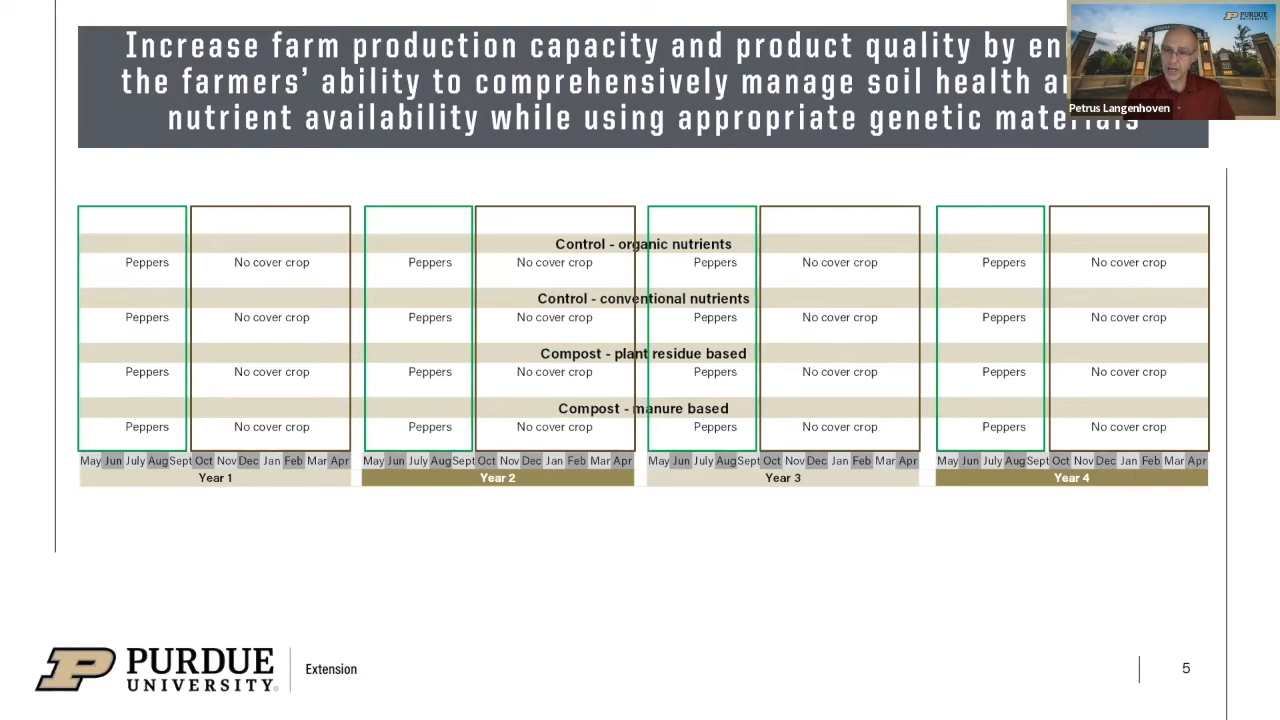 Increase farm production capacity and product quality by en
the farmers' ability to comprehensively manage soil health
nutrient availability while using appropriate genetic materials
PURDUE
UNIVERSITY
Petrus Langenhoven
Control - organic nutrients
Peppers No cover crop Peppers No cover crop Peppers No cover crop Peppers No cover crop
Control - conventional nutrients
Peppers No cover crop Peppers No cover crop Peppers No cover crop Peppers No cover crop
Compost - plant residue based
Peppers No cover crop Peppers No cover crop Peppers No cover crop Peppers No cover crop
Compost - manure based
Peppers No cover crop Peppers No cover crop Peppers No cover crop Peppers No cover crop
May Jun July Aug Sept Oct Nov Dec Jan Feb Mar Apr May Jun July Aug Sept Oct Nov Dec Jan Feb Mar Apr May Jun July Aug Sept Oct Nov Dec Jan Feb Mar Apr May Jun July Aug Sept Oct Nov Dec Jan Feb Mar Apr
Year 1 Year 2 Year 3 Year 4
P PURDUE
UNIVERSITY®
Extension
5